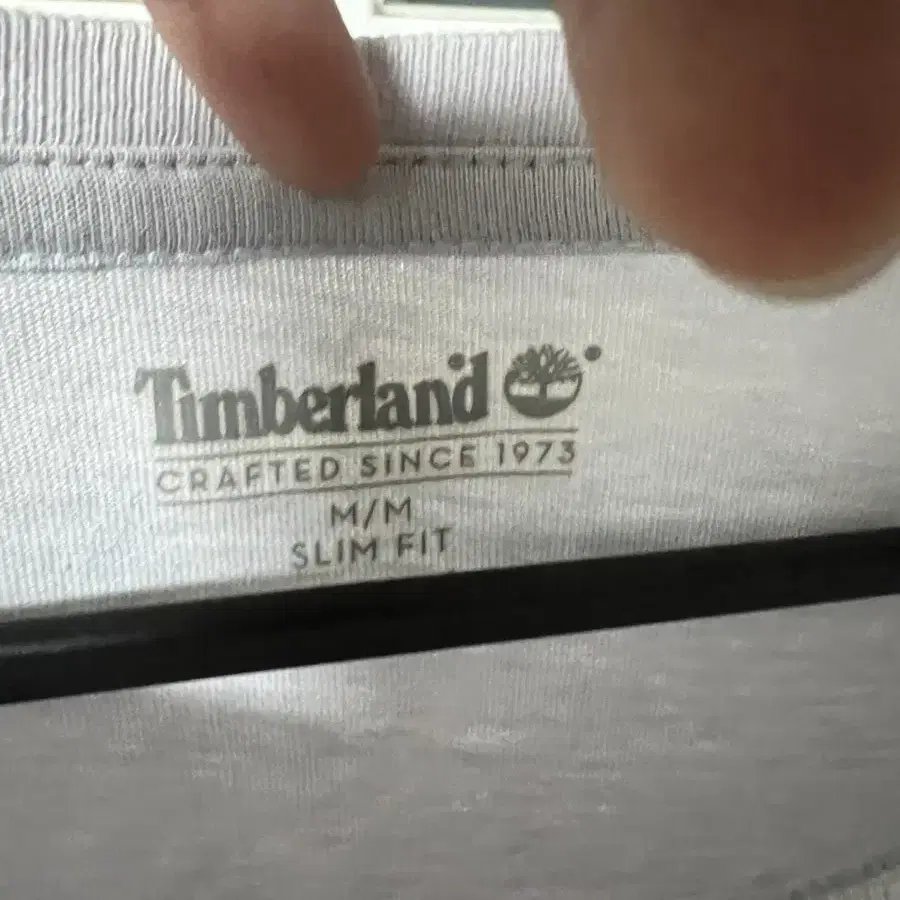 Timberland
CRAFTED SINCE 1973
M/M
SLIM FIT